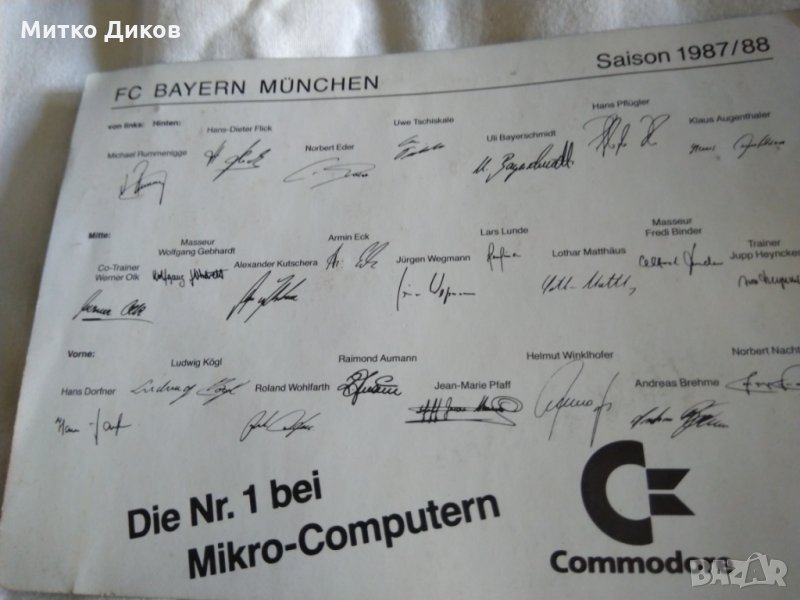 Митко Диков
FC BAYERN MÜNCHEN
Saison 1987/88
von links: Hinten:
Michael Rummenigge
Hans-Dieter Flick
Norbert Eder
Uwe Tschiskale
Uli Bayerschmidt
Hans Pflügler
Klaus Augenthaler
Mitte:
Co-Trainer
Werner Olk
Masseur
Wolfgang Gebhardt
Alexander Kutschera
Armin Eck
Jürgen Wegmann
Lars Lunde
Lothar Matthäus
Masseur
Fredi Binder
Trainer
Jupp Heyncke
Vorne:
Hans Dorfner
Ludwig Kögl
Roland Wohlfarth
Raimond Aumann
Jean-Marie Pfaff
Helmut Winklhofer
Andreas Brehme
Norbert Nacht
Die Nr. 1 bei
Mikro-Computern
Commodore
BAZAR